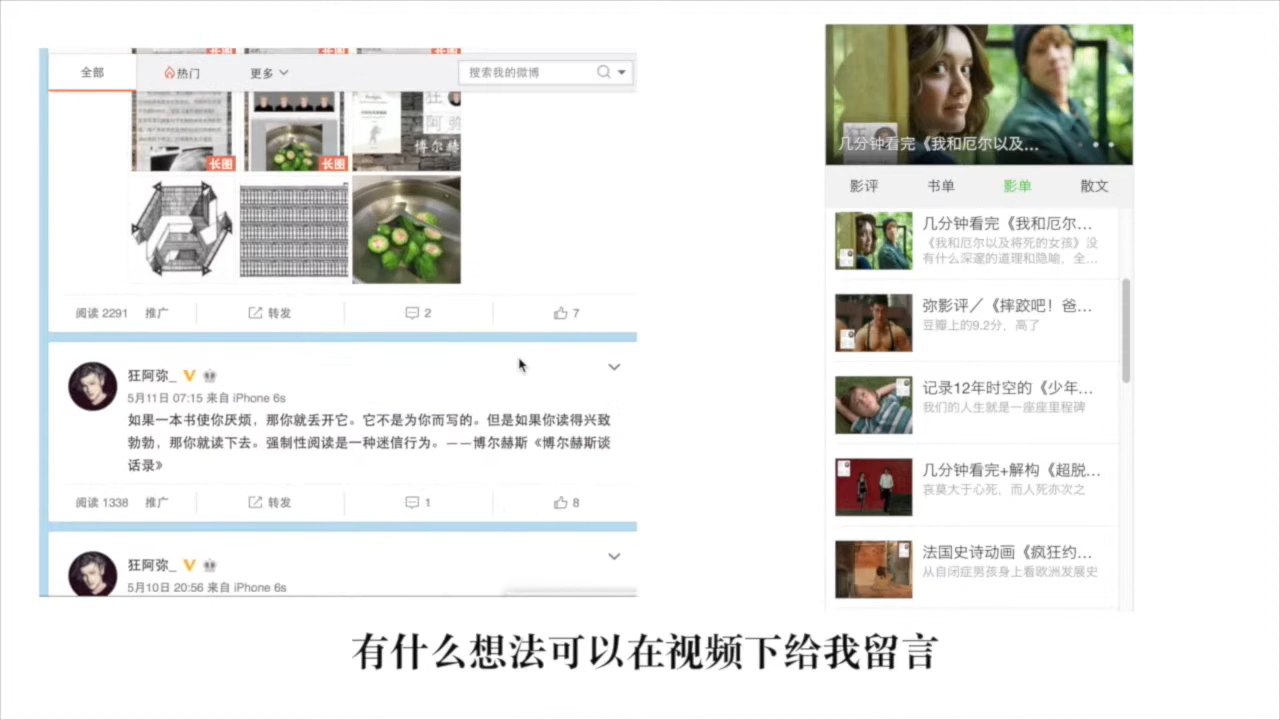 长图
长图
长图
全部
热门
更多
搜索我的微博
长图
长图
狂
阿弥
博尔赫
阅读 2291
推广
转发
2
7
狂阿弥_
5月11日 07:15 来自 iPhone 6s
如果一本书使你厌烦，那你就丢开它。它不是为你而写的。但是如果你读得兴致
勃勃，那你就读下去。强制性阅读是一种迷信行为。——博尔赫斯《博尔赫斯谈
话录》
阅读 1338
推广
转发
1
8
狂阿弥_
5月10日 20:56 来自 iPhone 6s
几分钟看完《我和厄尔以及...
影评
书单
影单
散文
几分钟看完《我和厄尔...
《我和厄尔以及将死的女孩》没
有什么深邃的道理和隐喻，全...
弥影评／《摔跤吧！爸...
豆瓣上的9.2分，高了
记录12年时空的《少年...
我们的人生就是一座座里程碑
几分钟看完+解构《超脱...
哀莫大于心死，而人死亦次之
法国史诗动画《疯狂约...
从自闭症男孩身上看欧洲发展史
有什么想法可以在视频下给我留言